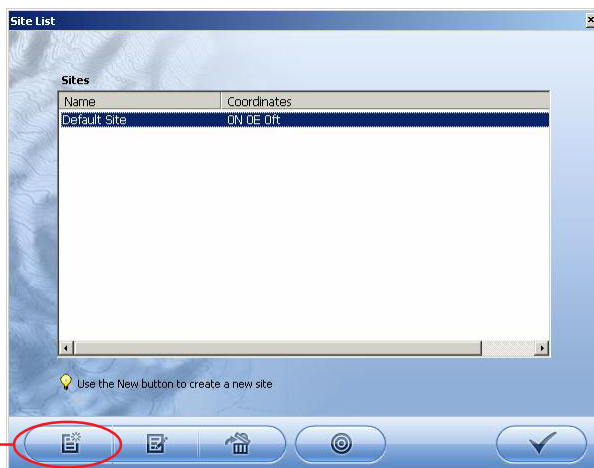 Site List
Sites
Name Coordinates
Default Site 0N 0E 0ft
Use the New button to create a new site